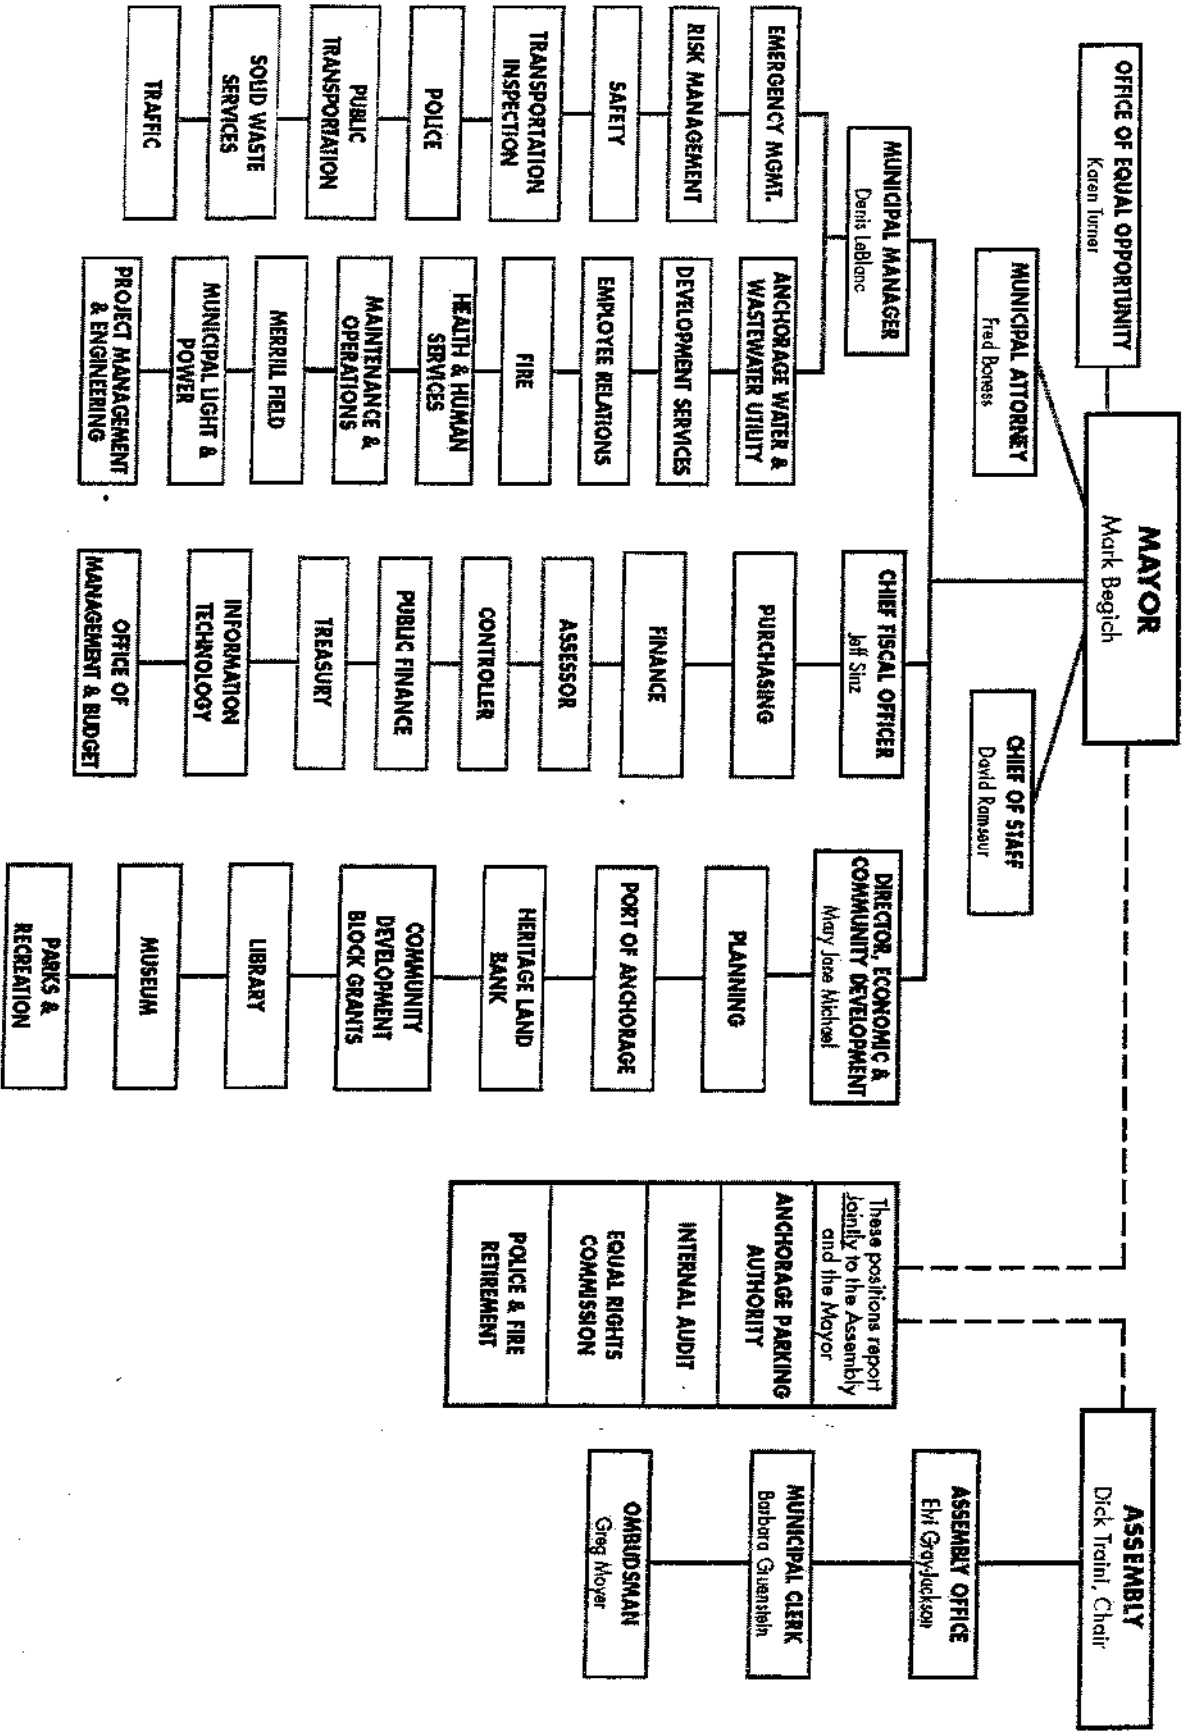 OFFICE OF EQUAL OPPORTUNITY
Karen Turner
MAYOR
Mark Begich
ASSEMBLY
Dick Traini, Chair
MUNICIPAL ATTORNEY
Fred Boness
CHIEF OF STAFF
David Ramseur
MUNICIPAL MANAGER
Denis LeBlanc
CHIEF FISCAL OFFICER
Jeff Sinz
DIRECTOR, ECONOMIC &
COMMUNITY DEVELOPMENT
Mary Jane Michael
These positions report
Jointly to the Assembly
and the Mayor
ANCHORAGE PARKING
AUTHORITY
INTERNAL AUDIT
EQUAL RIGHTS
COMMISSION
POLICE & FIRE
RETIREMENT
ASSEMBLY OFFICE
Elvi Gray-Jackson
MUNICIPAL CLERK
Barbara Gruenstein
OMBUDSMAN
Greg Moyer
EMERGENCY MGMT.
RISK MANAGEMENT
SAFETY
TRANSPORTATION
INSPECTION
POLICE
PUBLIC
TRANSPORTATION
SOLID WASTE
SERVICES
TRAFFIC
ANCHORAGE WATER &
WASTEWATER UTILITY
DEVELOPMENT SERVICES
EMPLOYEE RELATIONS
FIRE
HEALTH & HUMAN
SERVICES
MAINTENANCE &
OPERATIONS
MERRILL FIELD
MUNICIPAL LIGHT &
POWER
PROJECT MANAGEMENT
& ENGINEERING
PURCHASING
FINANCE
ASSESSOR
CONTROLLER
PUBLIC FINANCE
TREASURY
INFORMATION
TECHNOLOGY
OFFICE OF
MANAGEMENT & BUDGET
PLANNING
PORT OF ANCHORAGE
HERITAGE LAND
BANK
COMMUNITY
DEVELOPMENT
BLOCK GRANTS
LIBRARY
MUSEUM
PARKS &
RECREATION